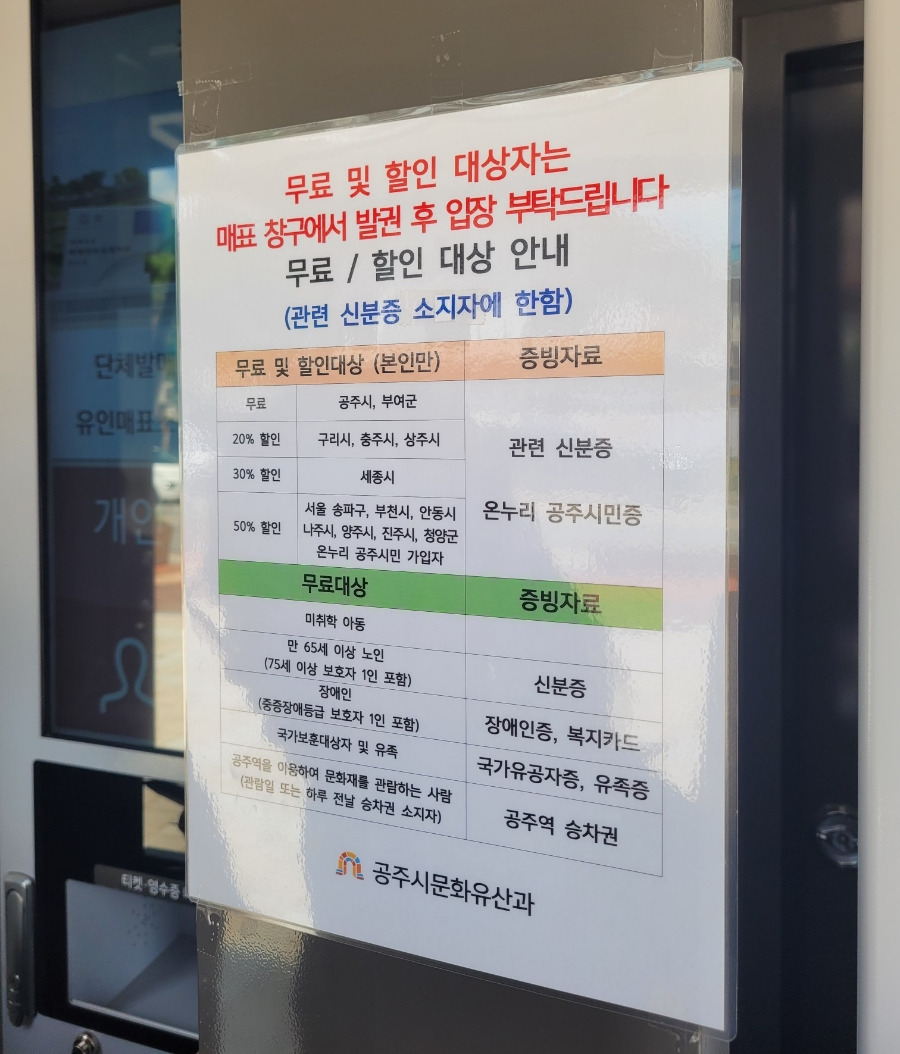 무료 및 할인 대상자는
매표 창구에서 발권 후 입장 부탁드립니다
무료 / 할인 대상 안내
(관련 신분증 소지자에 한함)
무료 및 할인대상 (본인만) 증빙자료
무료 공주시, 부여군
20% 할인 구리시, 충주시, 상주시
30% 할인 세종시
관련 신분증
온누리 공주시민증
50% 할인 서울 송파구, 부천시, 안동시
나주시, 양주시, 진주시, 청양군
온누리 공주시민 가입자
무료대상 증빙자료
미취학 아동
만 65세 이상 노인
(75세 이상 보호자 1인 포함) 신분증
장애인
(중증장애등급 보호자 1인 포함) 장애인증, 복지카드
국가보훈대상자 및 유족 국가유공자증, 유족증
공주역을 이용하여 문화재를 관람하는 사람
(관람일 또는 하루 전날 승차권 소지자) 공주역 승차권
공주시문화유산과
단체발매
유인매표
개인
티켓·영수증